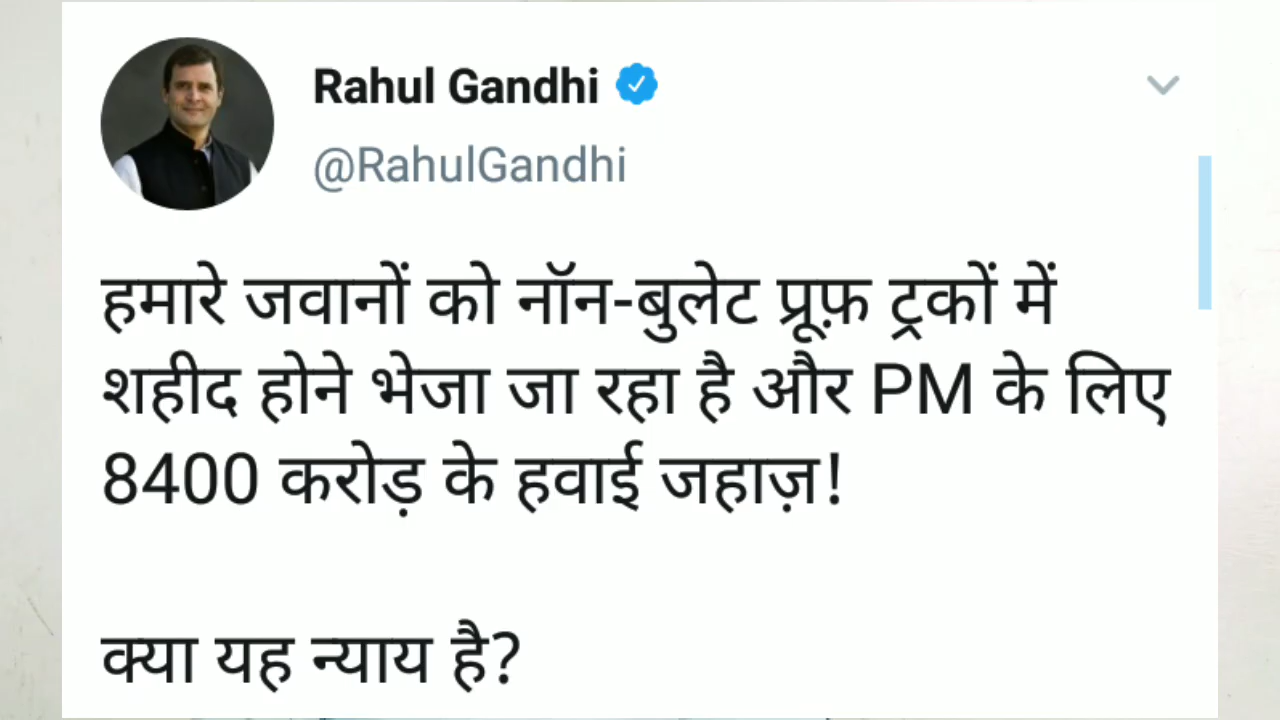 Rahul Gandhi
@RahulGandhi
हमारे जवानों को नॉन-बुलेट प्रूफ़ ट्रकों में
शहीद होने भेजा जा रहा है और PM के लिए
8400 करोड़ के हवाई जहाज़!
क्या यह न्याय है?